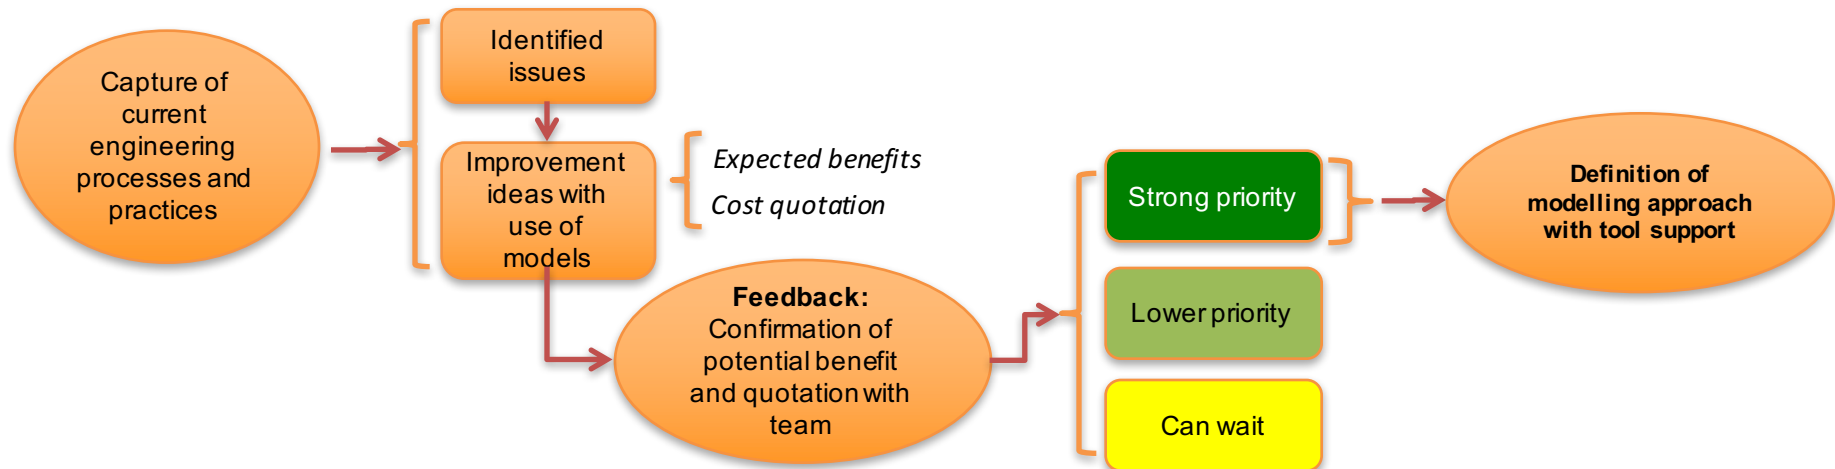 Capture of
current
engineering
processes and
practices
Identified
issues
Improvement
ideas with
use of
models
Expected benefits
Cost quotation
Feedback:
Confirmation of
potential benefit
and quotation with
team
Strong priority
Lower priority
Can wait
Definition of
modelling approach
with tool support